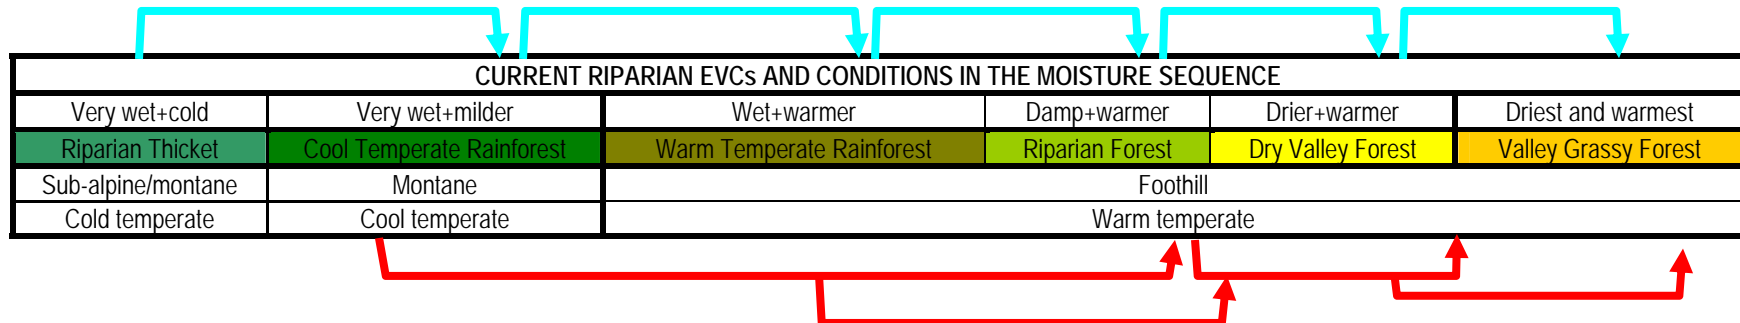 CURRENT RIPARIAN EVCs AND CONDITIONS IN THE MOISTURE SEQUENCE
Very wet+cold Very wet+milder Wet+warmer Damp+warmer Drier+warmer Driest and warmest
Riparian Thicket Cool Temperate Rainforest Warm Temperate Rainforest Riparian Forest Dry Valley Forest Valley Grassy Forest
Sub-alpine/montane Montane Foothill
Cold temperate Cool temperate Warm temperate